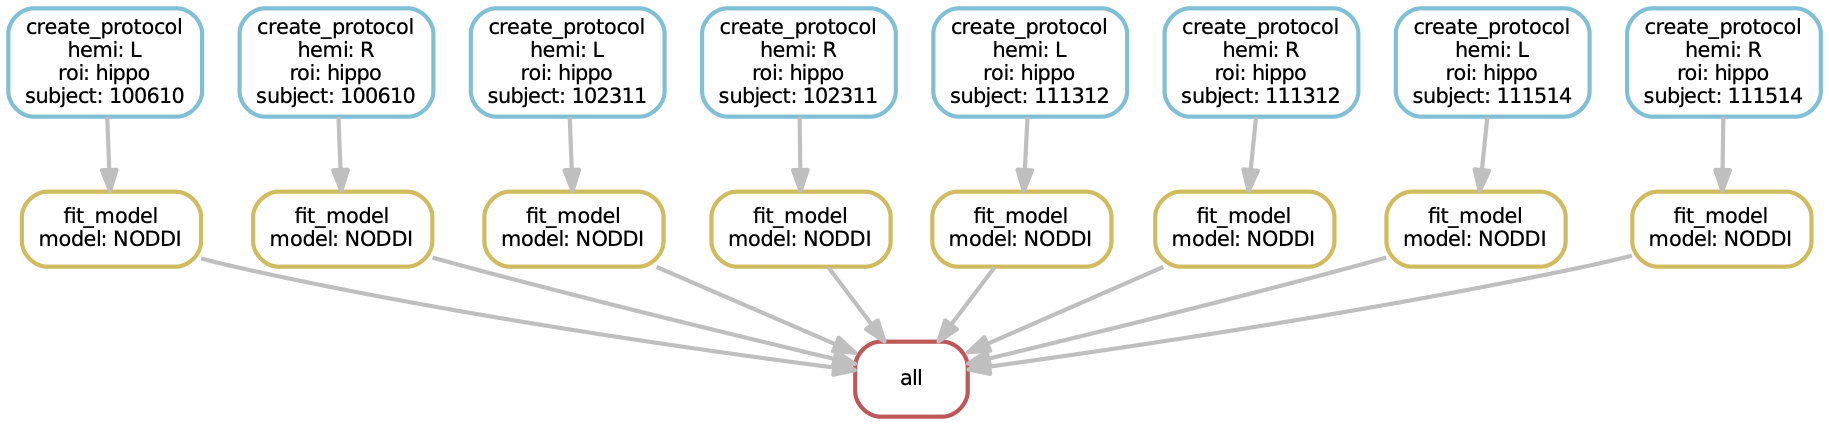 create_protocol
hemi: L
roi: hippo
subject: 100610
create_protocol
hemi: R
roi: hippo
subject: 100610
create_protocol
hemi: L
roi: hippo
subject: 102311
create_protocol
hemi: R
roi: hippo
subject: 102311
create_protocol
hemi: L
roi: hippo
subject: 111312
create_protocol
hemi: R
roi: hippo
subject: 111312
create_protocol
hemi: L
roi: hippo
subject: 111514
create_protocol
hemi: R
roi: hippo
subject: 111514
fit_model
model: NODDI
fit_model
model: NODDI
fit_model
model: NODDI
fit_model
model: NODDI
fit_model
model: NODDI
fit_model
model: NODDI
fit_model
model: NODDI
fit_model
model: NODDI
all